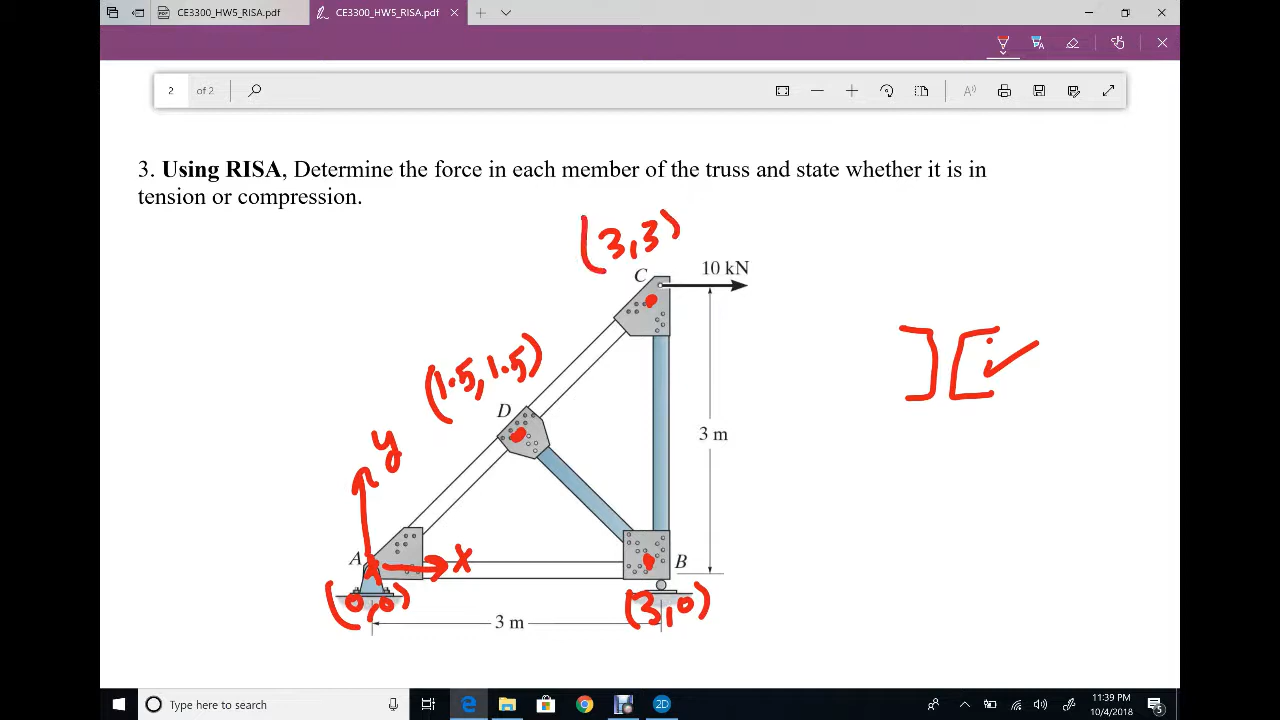 CE3300_HW5_RISA.pdf
CE3300_HW5_RISA.pdf
2 of 2
3. Using RISA, Determine the force in each member of the truss and state whether it is in
tension or compression.
(3,3)
C
10 kN
(1.5,1.5)
D
y
3 m
A
x
B
(0,0)
(3,0)
3 m
Type here to search
2D
11:39 PM
10/4/2018
5